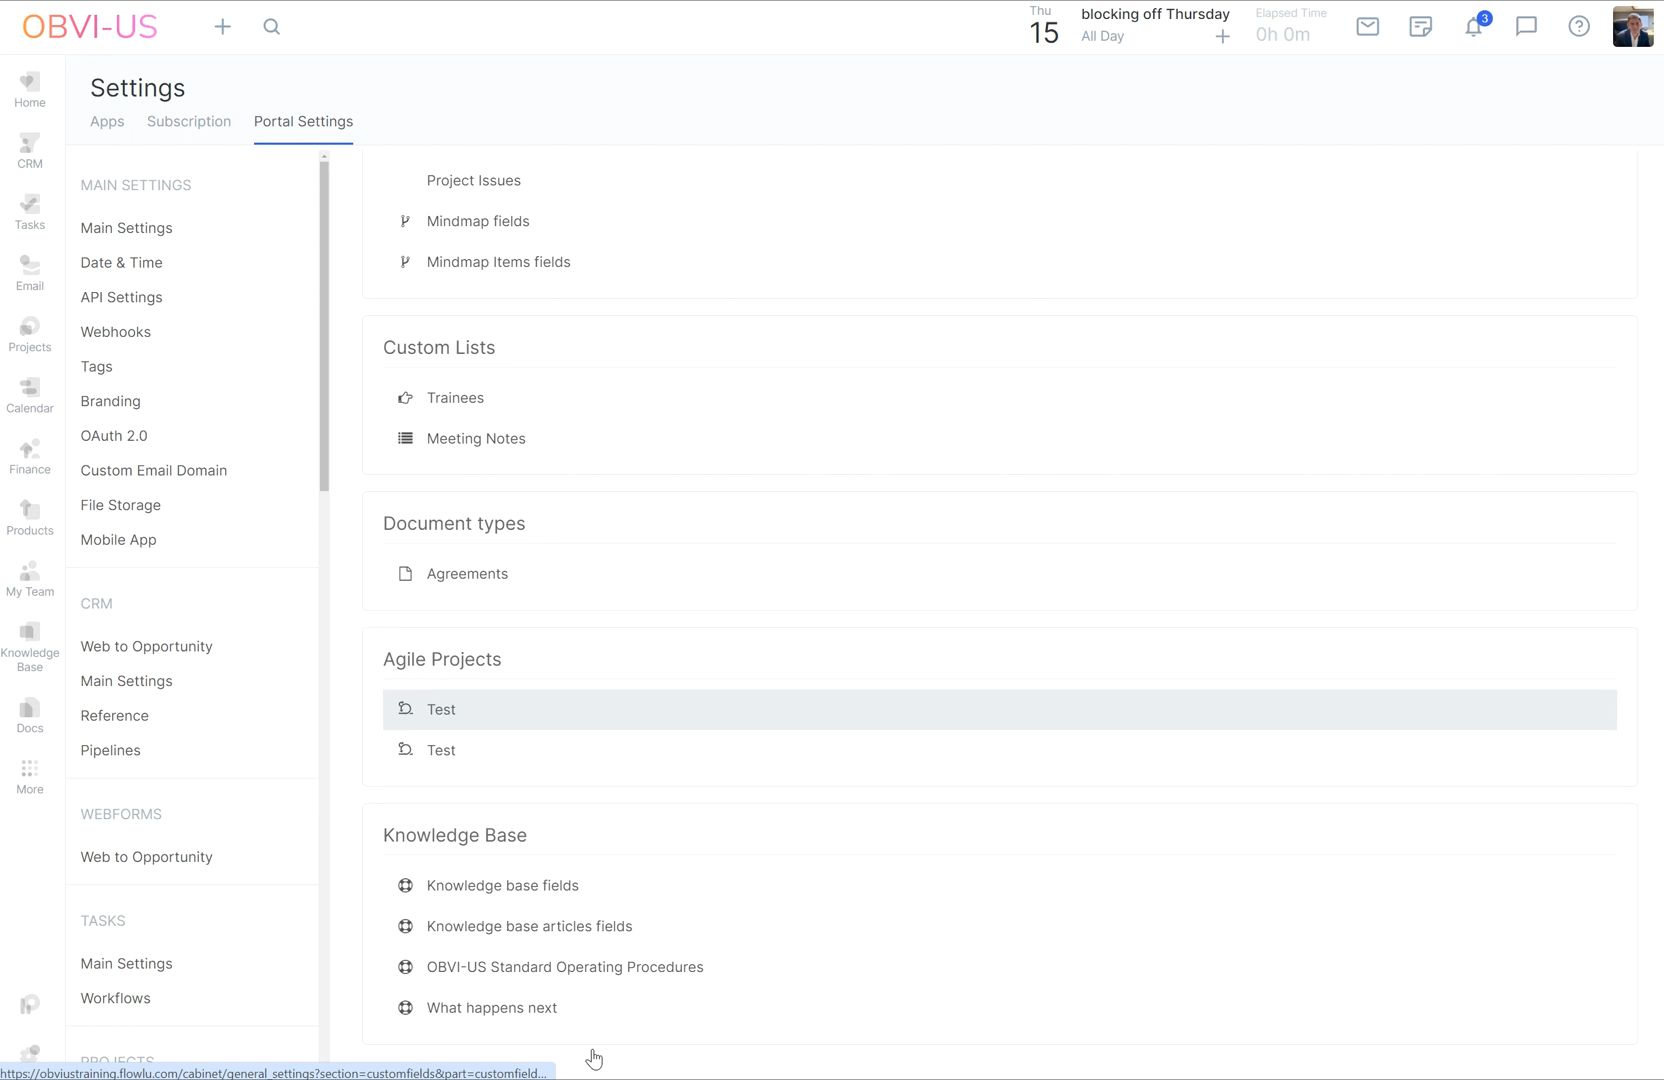 OBVI-US
Thu
15
blocking off Thursday
All Day
Elapsed Time
0h 0m
3
Settings
Apps
Subscription
Portal Settings
Home
CRM
Tasks
Email
Projects
Calendar
Finance
Products
My Team
Knowledge
Base
Docs
More
MAIN SETTINGS
Main Settings
Date & Time
API Settings
Webhooks
Tags
Branding
OAuth 2.0
Custom Email Domain
File Storage
Mobile App
CRM
Web to Opportunity
Main Settings
Reference
Pipelines
WEBFORMS
Web to Opportunity
TASKS
Main Settings
Workflows
PROJECTS
Project Issues
Mindmap fields
Mindmap Items fields
Custom Lists
Trainees
Meeting Notes
Document types
Agreements
Agile Projects
Test
Test
Knowledge Base
Knowledge base fields
Knowledge base articles fields
OBVI-US Standard Operating Procedures
What happens next
https://obviustraining.flowlu.com/cabinet/general_settings?section=customfields&part=customfield...